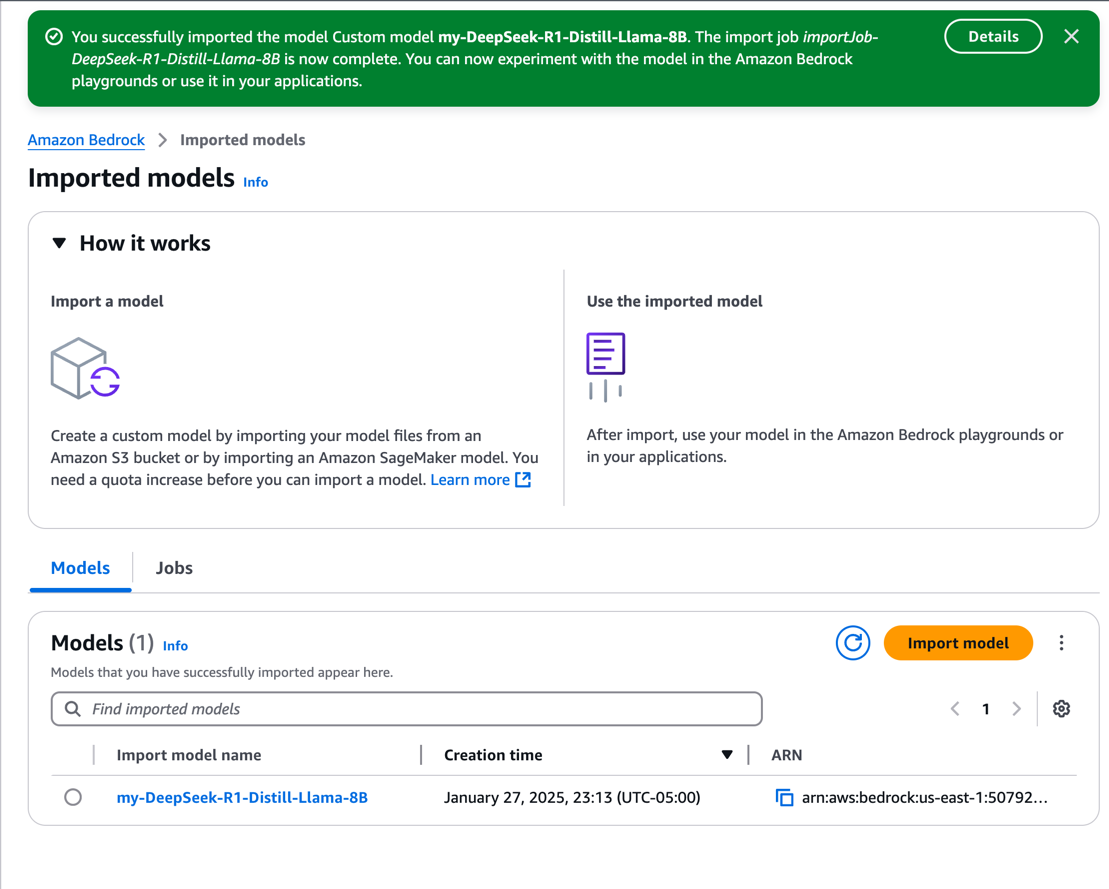 You successfully imported the model Custom model my-DeepSeek-R1-Distill-Llama-8B. The import job importJob-
DeepSeek-R1-Distill-Llama-8B is now complete. You can now experiment with the model in the Amazon Bedrock
playgrounds or use it in your applications.
Details
Amazon Bedrock
Imported models
Imported models Info
How it works
Import a model
Create a custom model by importing your model files from an
Amazon S3 bucket or by importing an Amazon SageMaker model. You
need a quota increase before you can import a model. Learn more
Use the imported model
After import, use your model in the Amazon Bedrock playgrounds or
in your applications.
Models
Jobs
Models (1) Info
Import model
Models that you have successfully imported appear here.
Find imported models
1
Import model name
Creation time
ARN
my-DeepSeek-R1-Distill-Llama-8B
January 27, 2025, 23:13 (UTC-05:00)
arn:aws:bedrock:us-east-1:50792...